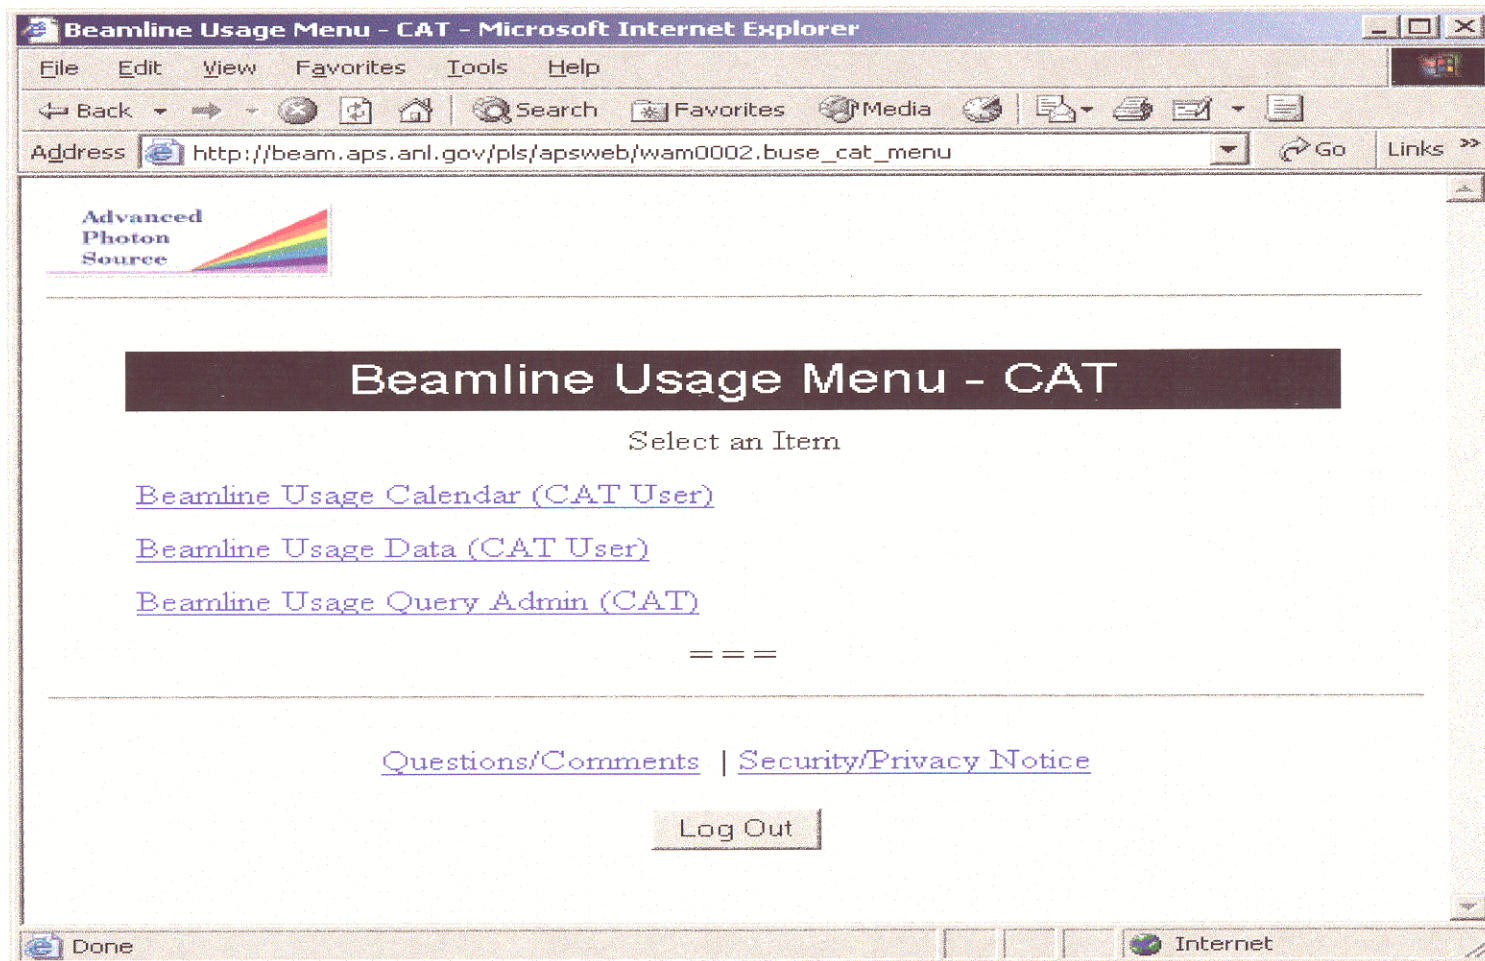 Beamline Usage Menu - CAT - Microsoft Internet Explorer
File Edit View Favorites Tools Help
Back Search Favorites Media
Address http://beam.aps.anl.gov/pls/apsweb/wam0002.buse_cat_menu Go Links »
Advanced
Photon
Source
Beamline Usage Menu - CAT
Select an Item
Beamline Usage Calendar (CAT User)
Beamline Usage Data (CAT User)
Beamline Usage Query Admin (CAT)
===
Questions/Comments | Security/Privacy Notice
Log Out
Done Internet